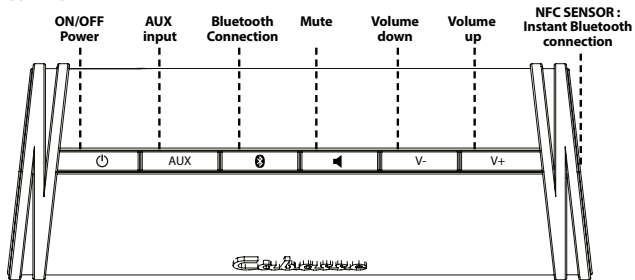 ON/OFF
Power
AUX
input
Bluetooth
Connection
Mute
Volume
down
Volume
up
NFC SENSOR :
Instant Bluetooth
connection
AUX
V-
V+